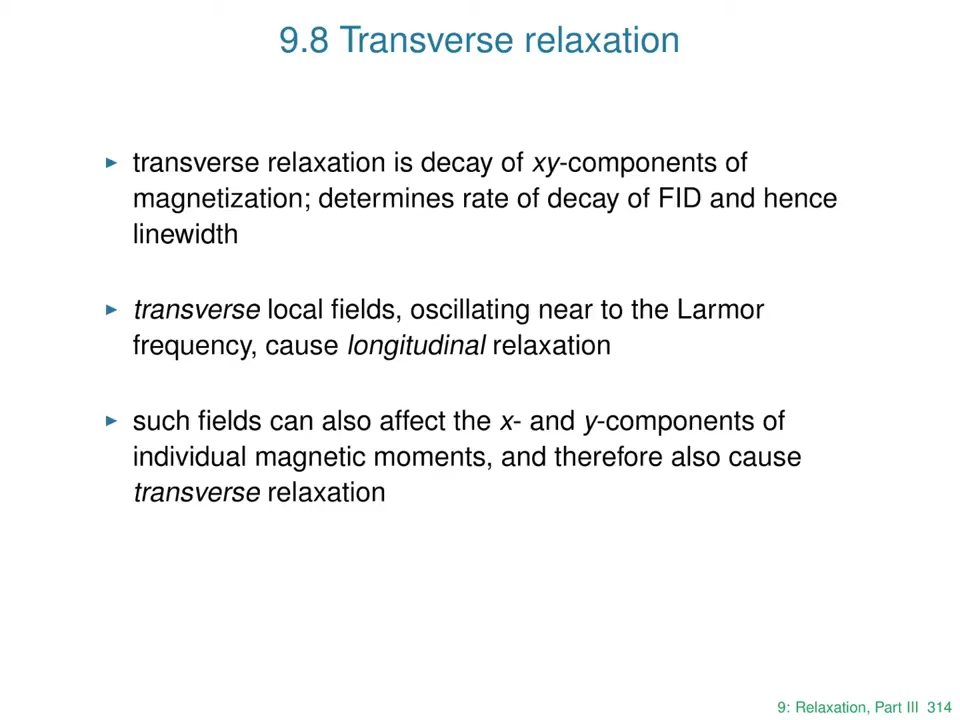 9.8 Transverse relaxation
▶ transverse relaxation is decay of xy-components of
magnetization; determines rate of decay of FID and hence
linewidth
▶ transverse local fields, oscillating near to the Larmor
frequency, cause longitudinal relaxation
▶ such fields can also affect the x- and y-components of
individual magnetic moments, and therefore also cause
transverse relaxation
9: Relaxation, Part III 314